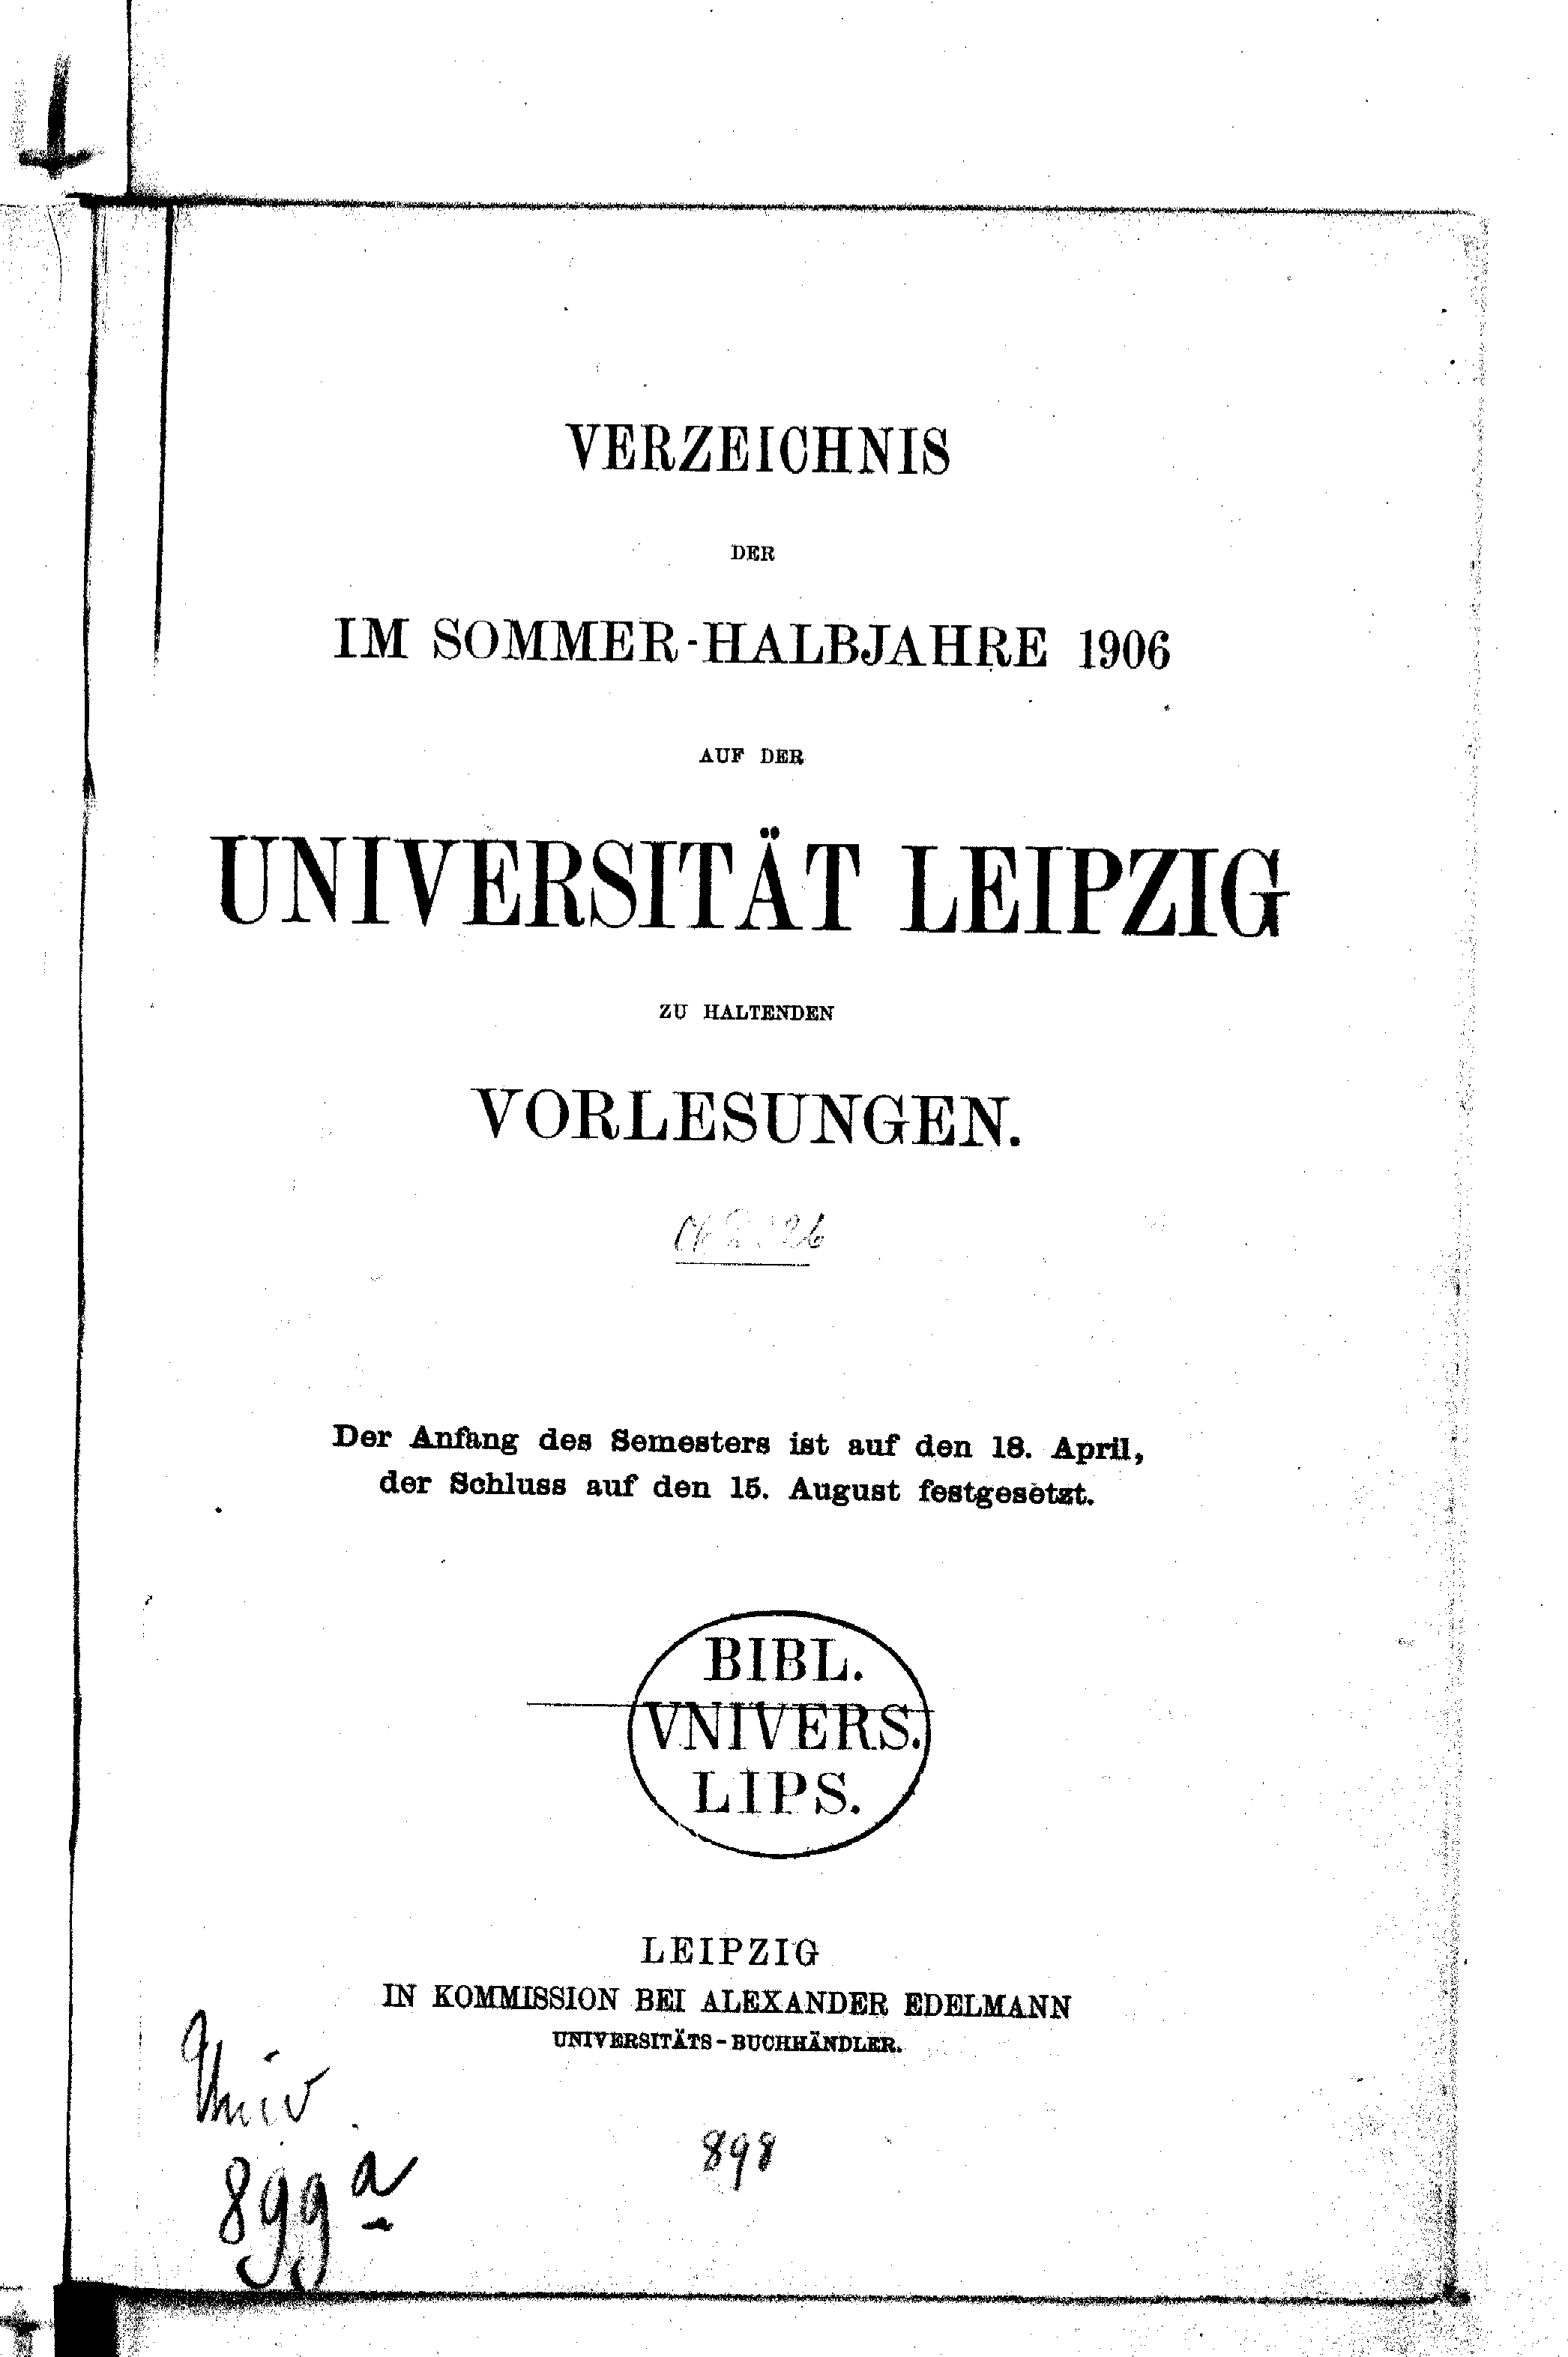 VERZEICHNIS
DER
IM SOMMER-HALBJAHRE 1906
AUF DER
UNIVERSITÄT LEIPZIG
ZU HALTENDEN
VORLESUNGEN.
Der Anfang des Semesters ist auf den 18. April,
der Schluss auf den 15. August festgesetzt.
BIBL.
VNIVERS.
LIPS.
LEIPZIG
IN KOMMISSION BEI ALEXANDER EDELMANN
UNIVERSITÄTS-BUCHHÄNDLER.
Univ
899 a
898